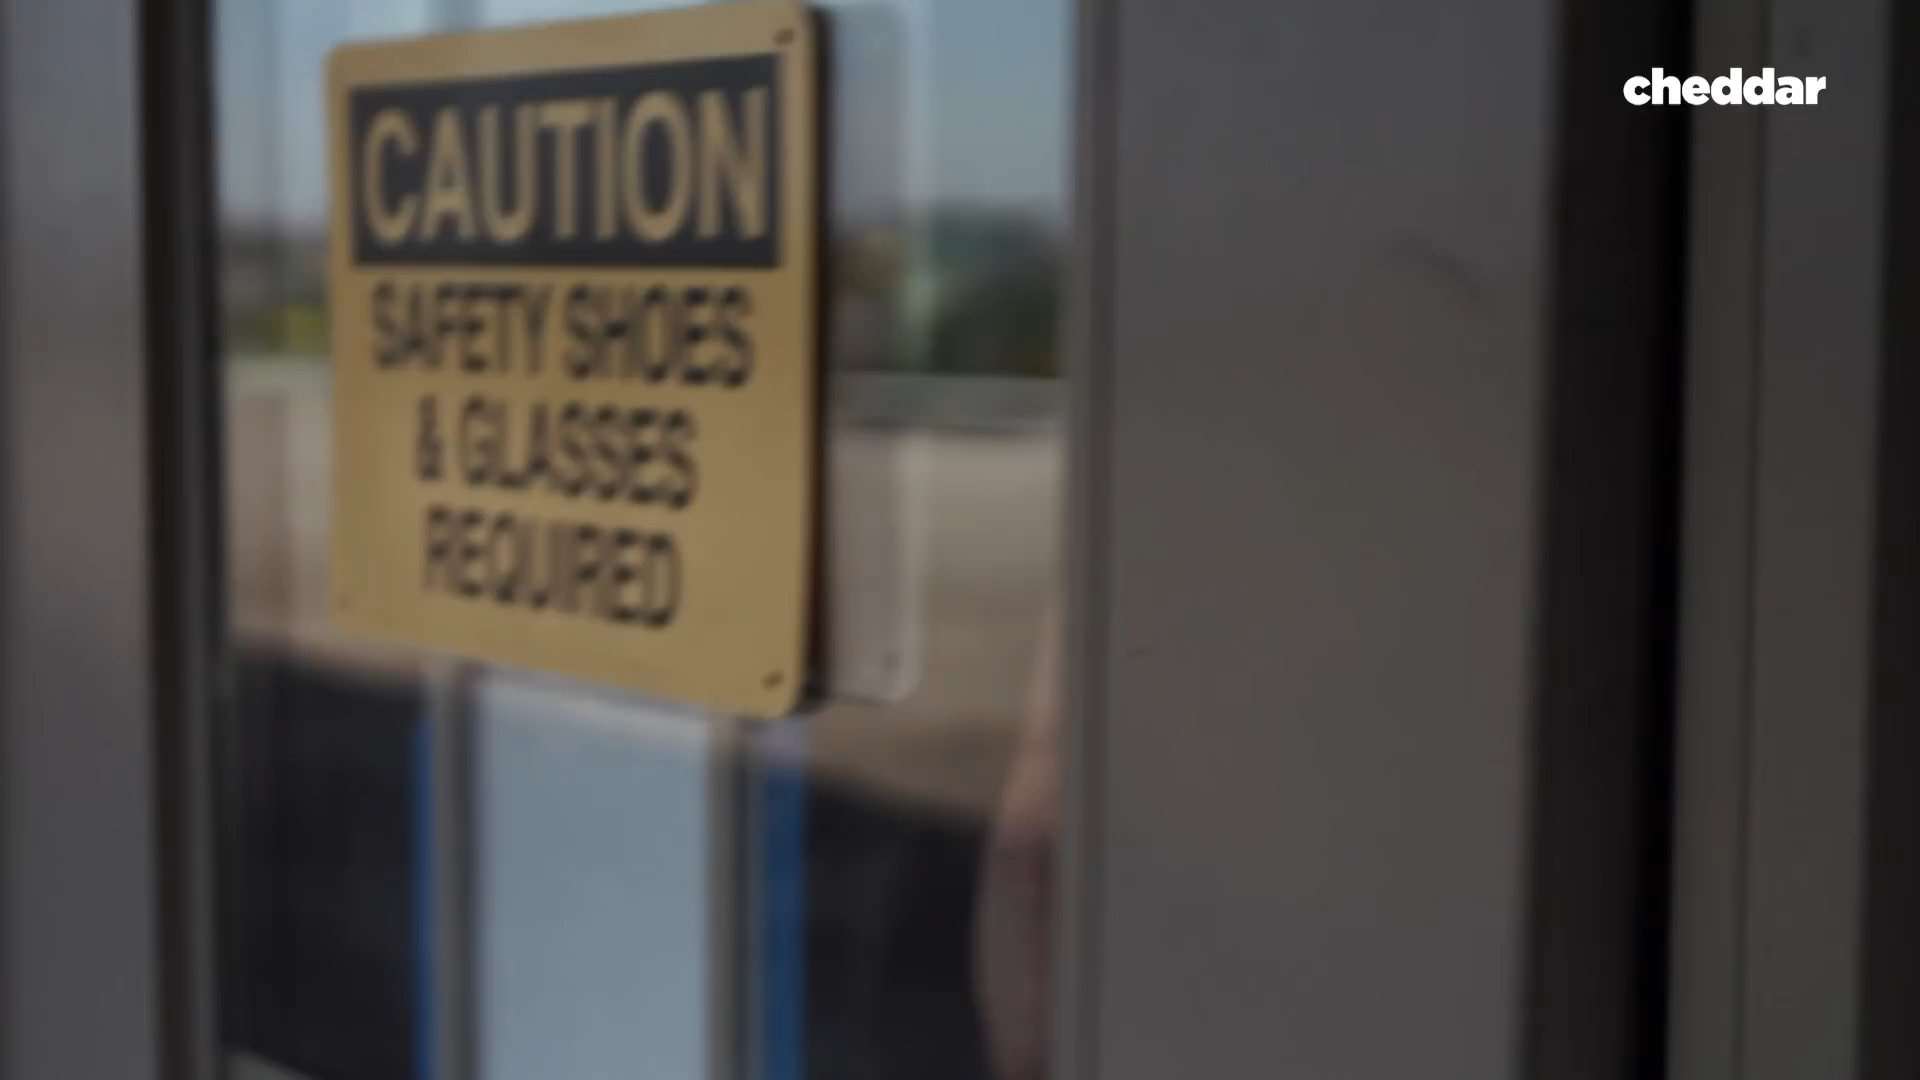 cheddar
CAUTION
SAFETY SHOES
& GLASSES
REQUIRED